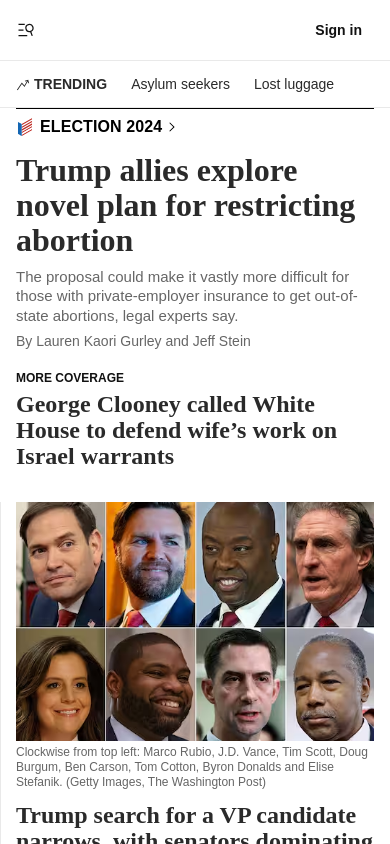 Sign in
TRENDING Asylum seekers Lost luggage
ELECTION 2024
Trump allies explore
novel plan for restricting
abortion
The proposal could make it vastly more difficult for
those with private-employer insurance to get out-of-
state abortions, legal experts say.
By Lauren Kaori Gurley and Jeff Stein
MORE COVERAGE
George Clooney called White
House to defend wife’s work on
Israel warrants
Clockwise from top left: Marco Rubio, J.D. Vance, Tim Scott, Doug
Burgum, Ben Carson, Tom Cotton, Byron Donalds and Elise
Stefanik. (Getty Images, The Washington Post)
Trump search for a VP candidate
narrows, with senators dominating